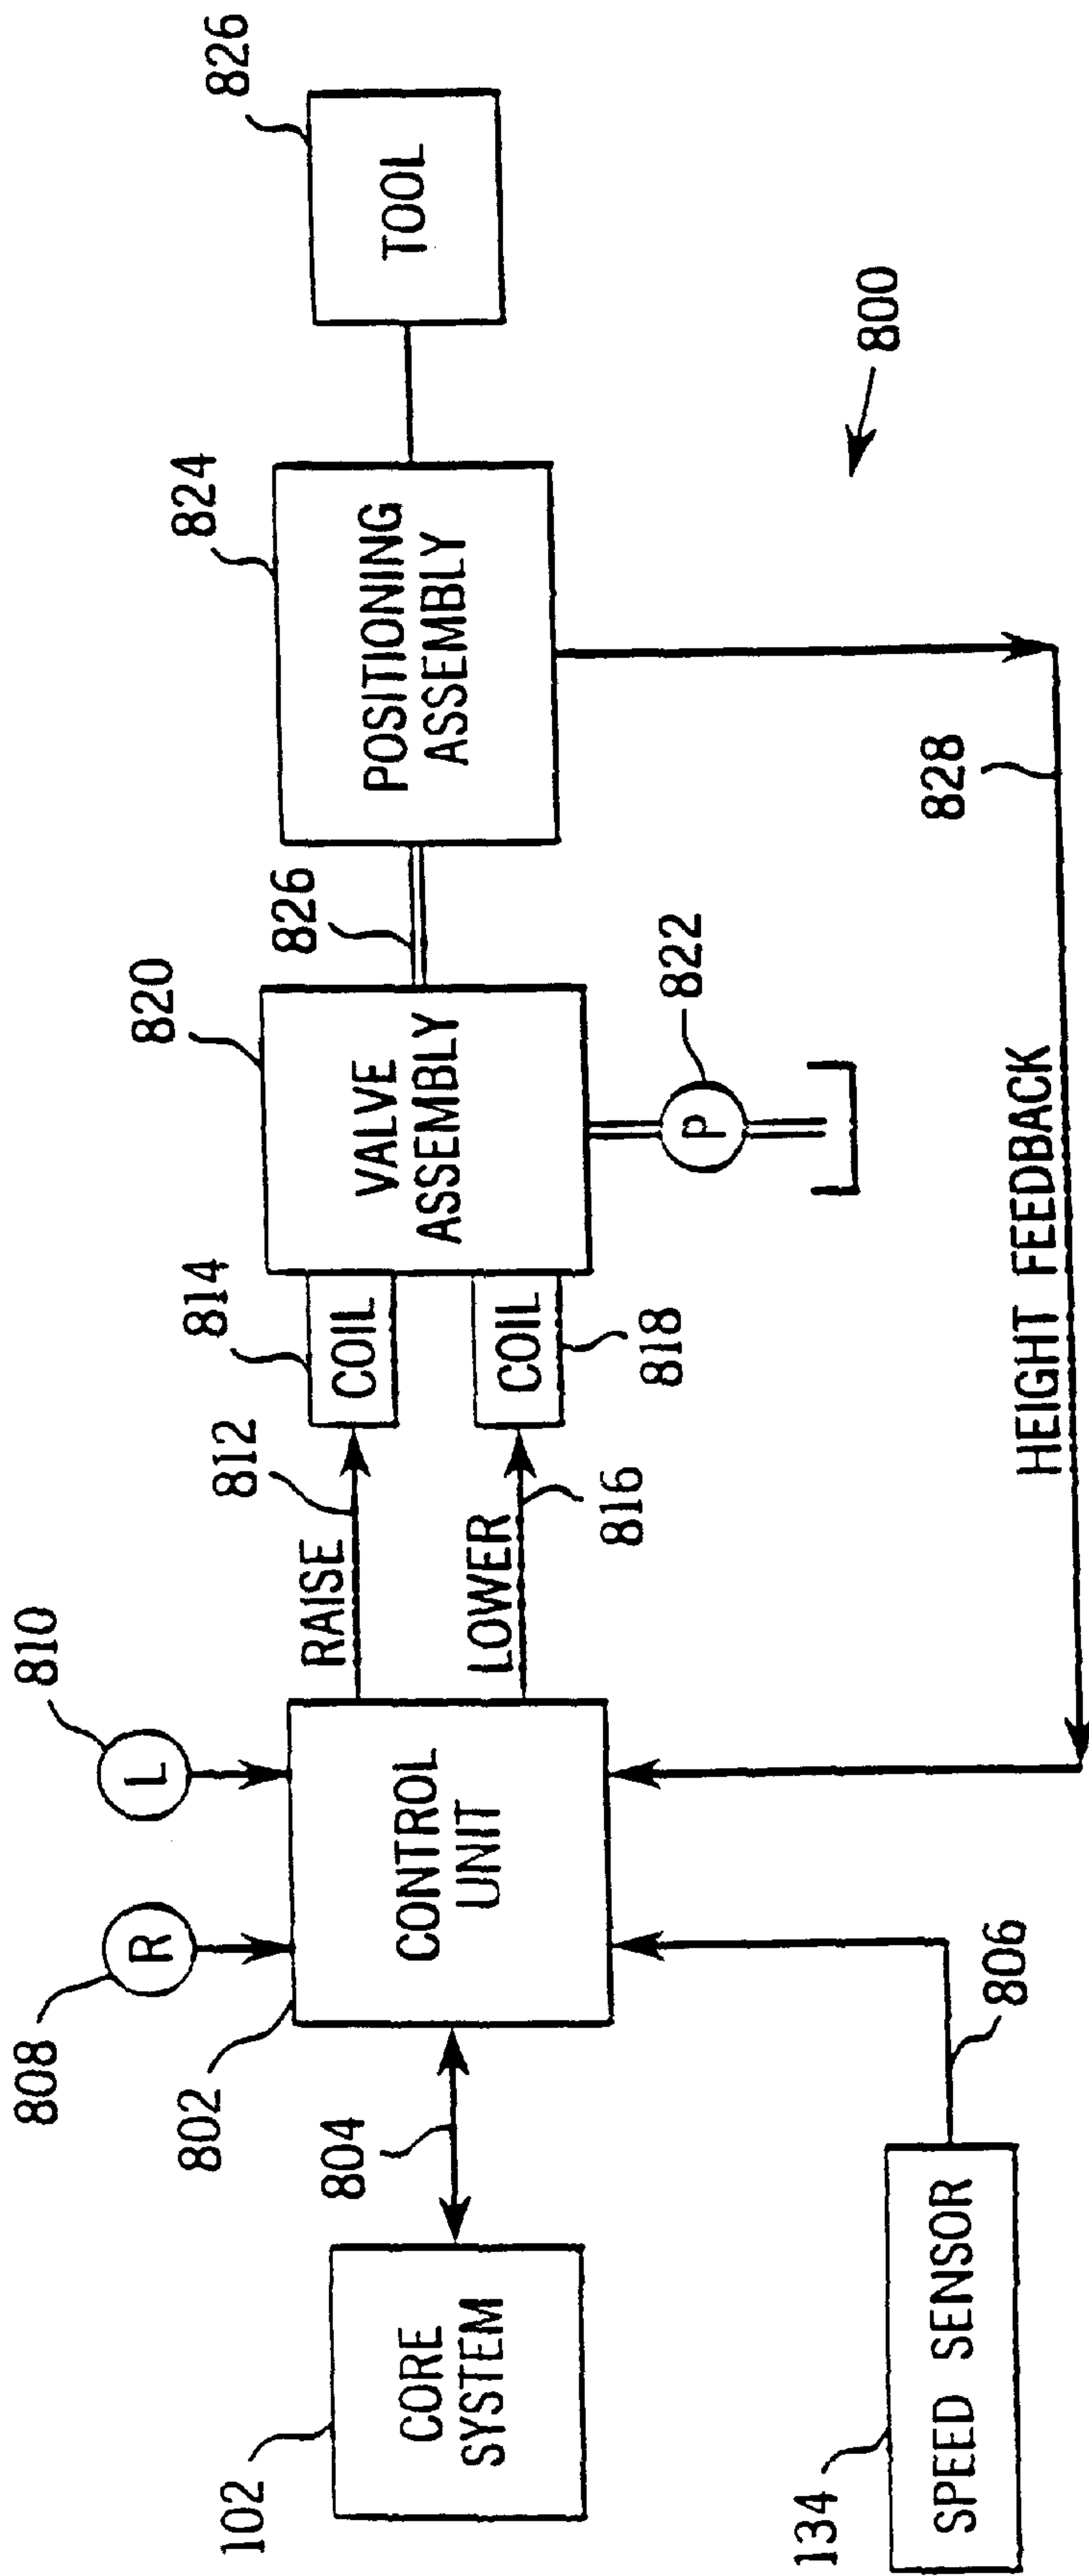 808
R
810
L
802
102
CORE
SYSTEM
804
CONTROL
UNIT
RAISE
812
LOWER
816
814
COIL
COIL
818
820
VALVE
ASSEMBLY
826
P
822
824
POSITIONING
ASSEMBLY
826
TOOL
800
134
SPEED SENSOR
806
HEIGHT FEEDBACK
828